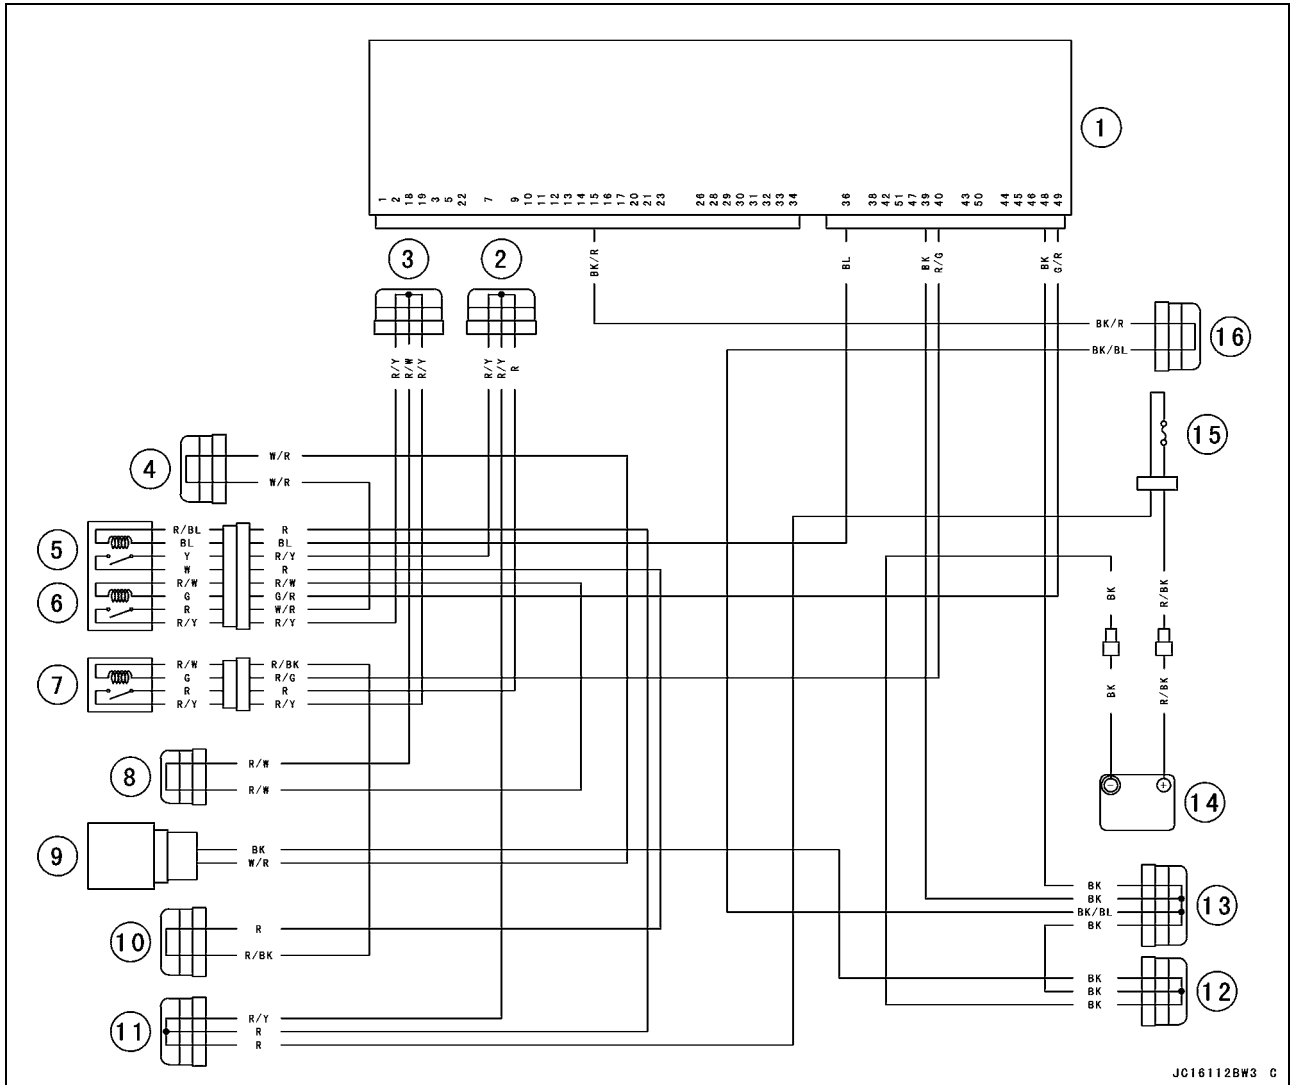 1
1 2 18 19 3 5 22 7 9 10 11 12 13 14 15 16 17 20 21 23 26 28 29 30 31 32 33 34 36 38 42 51 47 39 40 43 50 44 45 46 48 49
BK/R BL BK R/G BK G/R
3 2
R/Y R/W R/Y R/Y R/Y R
BK/R
BK/BL
16
15
4
W/R
W/R
5
R/BL R
BL BL
Y R/Y
W R
6
R/W R/W
G G/R
R W/R
R/Y R/Y
BK R/BK
7
R/W R/BK
G R/G
R R
R/Y R/Y
BK R/BK
8
R/W
R/W
− +
14
9
BK
W/R
10
R
R/BK
13
BK
BK
BK/BL
BK
12
BK
BK
BK
11
R/Y
R
R
JC16112BW3 C